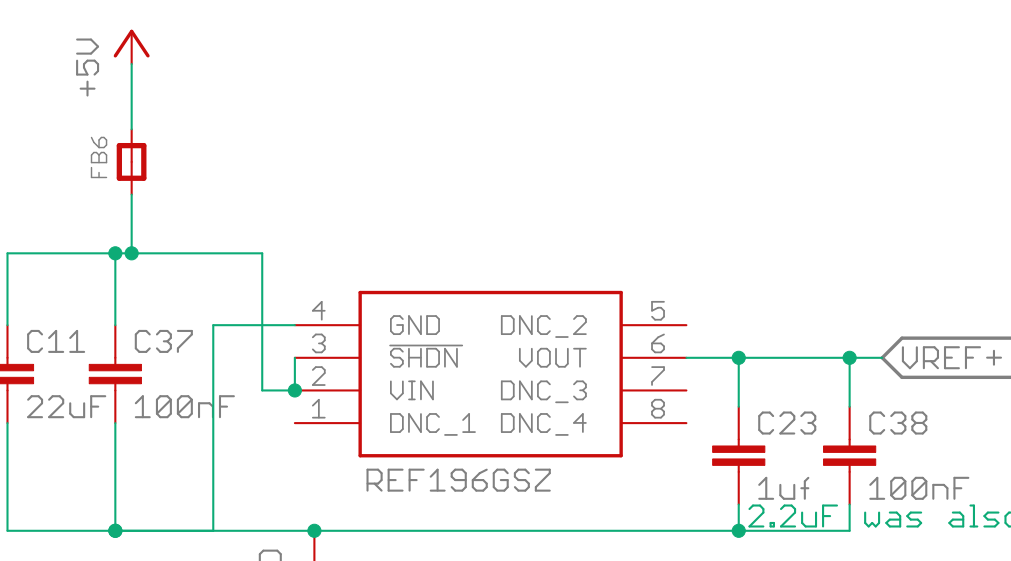 +5V
FB6
C11
C37
22uF
100nF
4
3
2
1
GND
SHDN
VIN
DNC_1
DNC_2
VOUT
DNC_3
DNC_4
5
6
7
8
REF196GSZ
VREF+
C23
C38
1uf
100nF
2.2uF was also